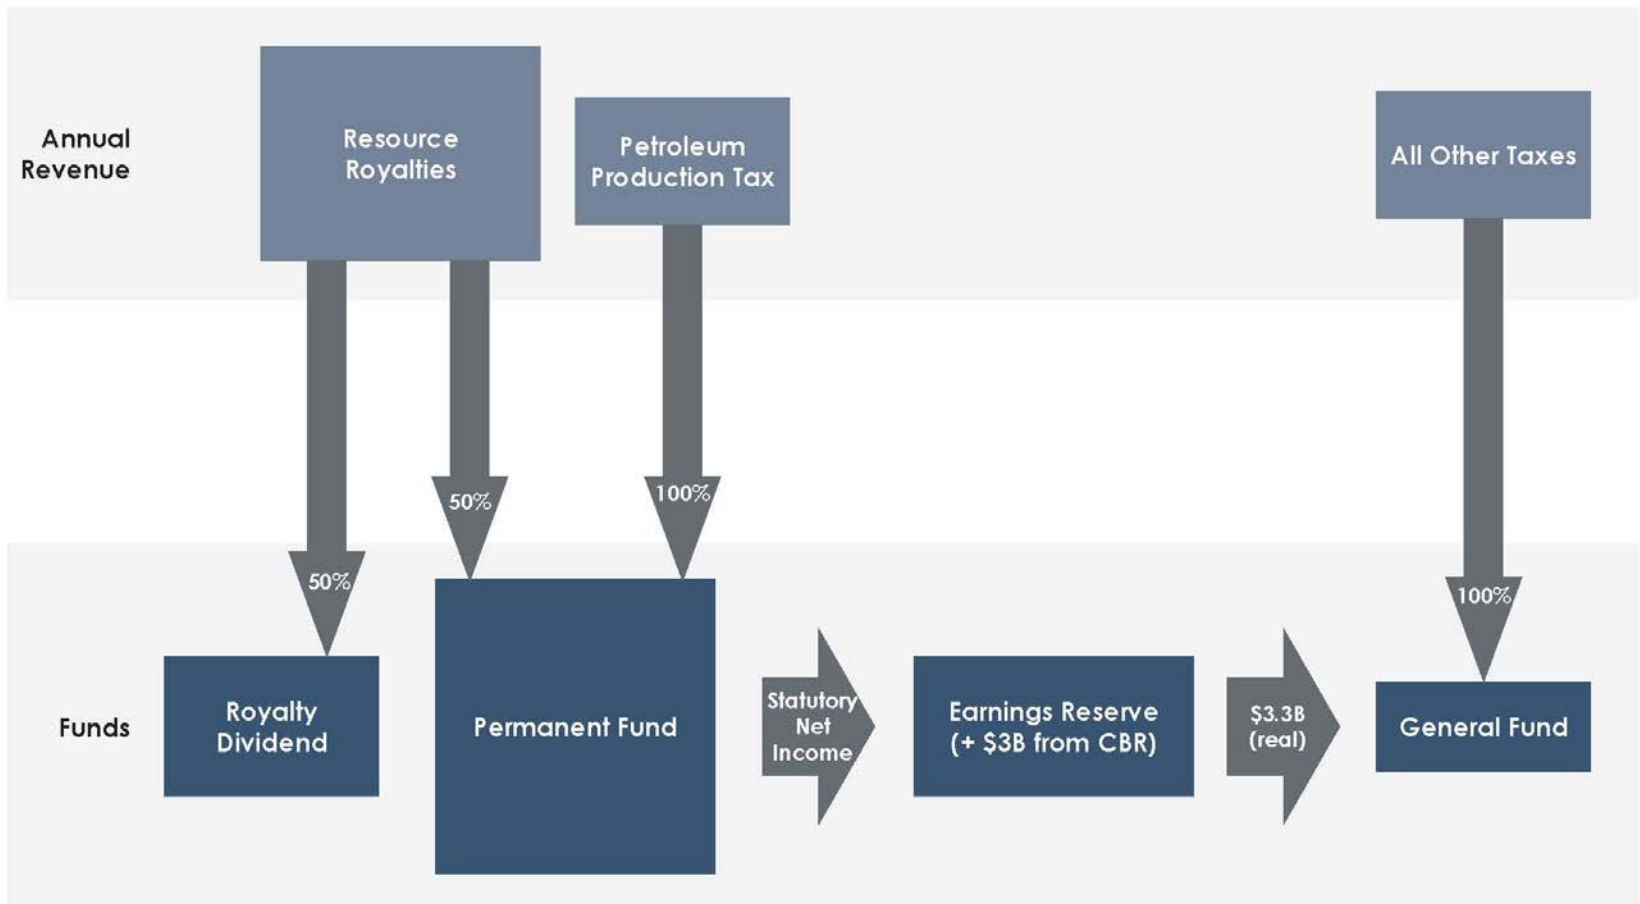 Annual
Revenue
Resource
Royalties
Petroleum
Production Tax
All Other Taxes
50%
50%
100%
100%
Funds
Royalty
Dividend
Permanent Fund
Statutory
Net
Income
Earnings Reserve
(+ $3B from CBR)
$3.3B
(real)
General Fund